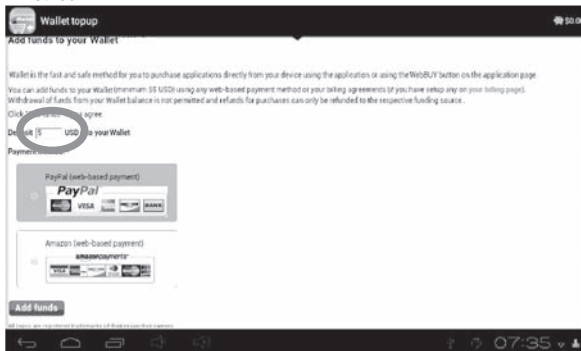 Wallet topup
$0.0
Add funds to your Wallet
Wallet is the fast and safe method for you to purchase applications directly from your device using the application or using the WebBUY button on the application page
You can add funds to your Wallet(minimum $5 USD) using any web-based payment method or your billing agreements (if you have setup any on your billing page).
Withdrawal of funds from your Wallet balance is not permitted and refunds for purchases can only be refunded to the respective funding source.
Click agree.
5 USD to your Wallet
PayPal (web-based payment)
PayPal
VISA BANK
Amazon (web-based payment)
amazonpayments
VISA
Add funds
All logos are registered trademarks of their respective owners
07:35